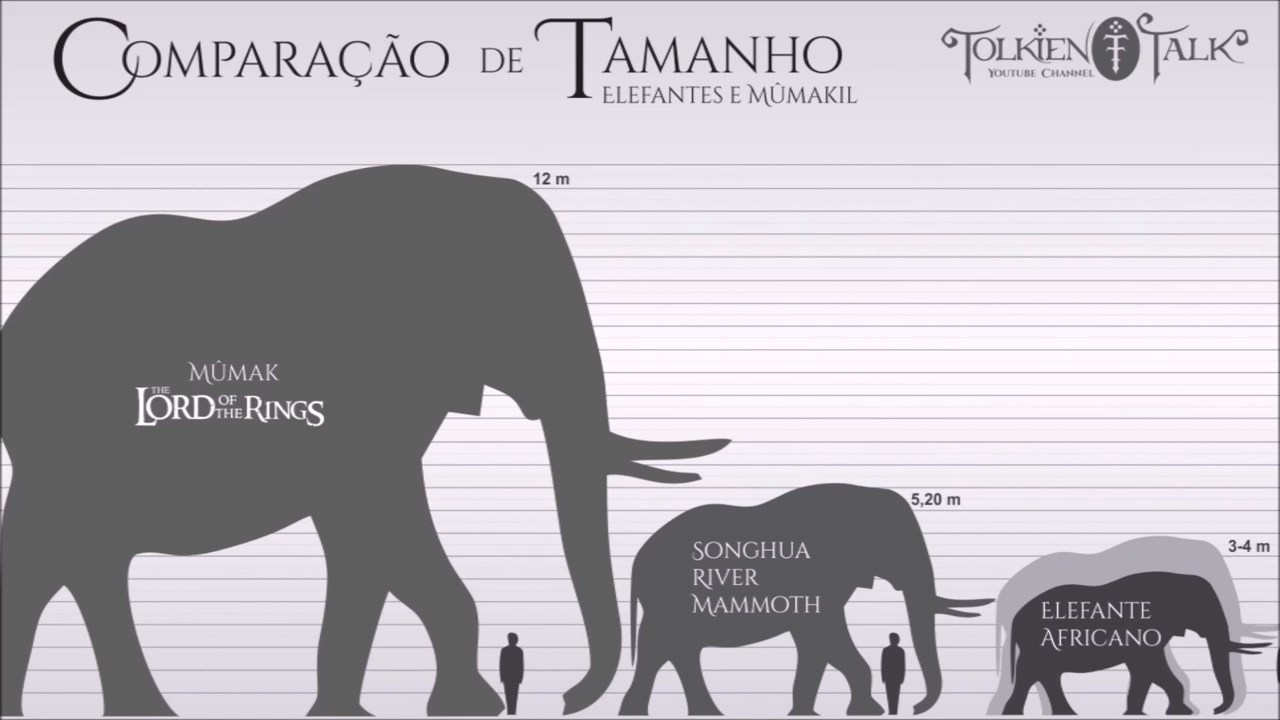 COMPARAÇÃO DE TAMANHO
ELEFANTES E MÛMAKIL
TOLKIEN TALK
YOUTUBE CHANNEL
12 m
MÛMAK
THE LORD OF THE RINGS
5,20 m
SONGHUA
RIVER
MAMMOTH
3-4 m
ELEFANTE
AFRICANO